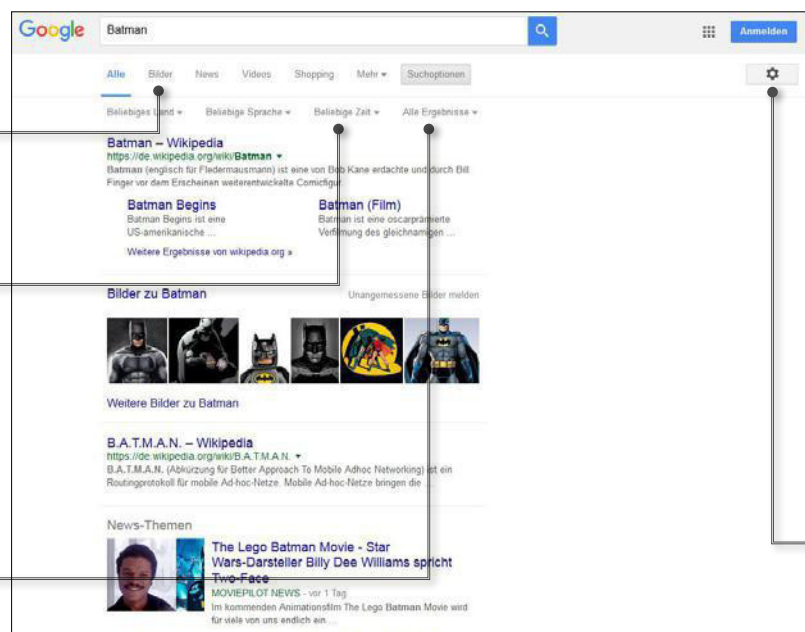 Google
Batman
Anmelden
Alle Bilder News Videos Shopping Mehr Suchoptionen
Beliebiges Land Beliebige Sprache Beliebige Zeit Alle Ergebnisse
Batman – Wikipedia
https://de.wikipedia.org/wiki/Batman
Batman (englisch für Fledermausmann) ist eine von Bob Kane erdachte und durch Bill
Finger vor dem Erscheinen weiterentwickelte Comicfigur.
Batman Begins
Batman Begins ist eine
US-amerikanische ...
Batman (Film)
Batman ist eine oscarprämierte
Verfilmung des gleichnamigen ...
Weitere Ergebnisse von wikipedia.org »
Bilder zu Batman
Unangemessene Bilder melden
Weitere Bilder zu Batman
B.A.T.M.A.N. – Wikipedia
https://de.wikipedia.org/wiki/B.A.T.M.A.N.
B.A.T.M.A.N. (Abkürzung für Better Approach To Mobile Adhoc Networking) ist ein
Routingprotokoll für mobile Ad-hoc-Netze. Mobile Ad-hoc-Netze bringen die ...
News-Themen
The Lego Batman Movie - Star
Wars-Darsteller Billy Dee Williams spricht
Two-Face
MOVIEPILOT NEWS - vor 1 Tag
Im kommenden Animationsfilm The Lego Batman Movie wird
für viele von uns endlich ein ...